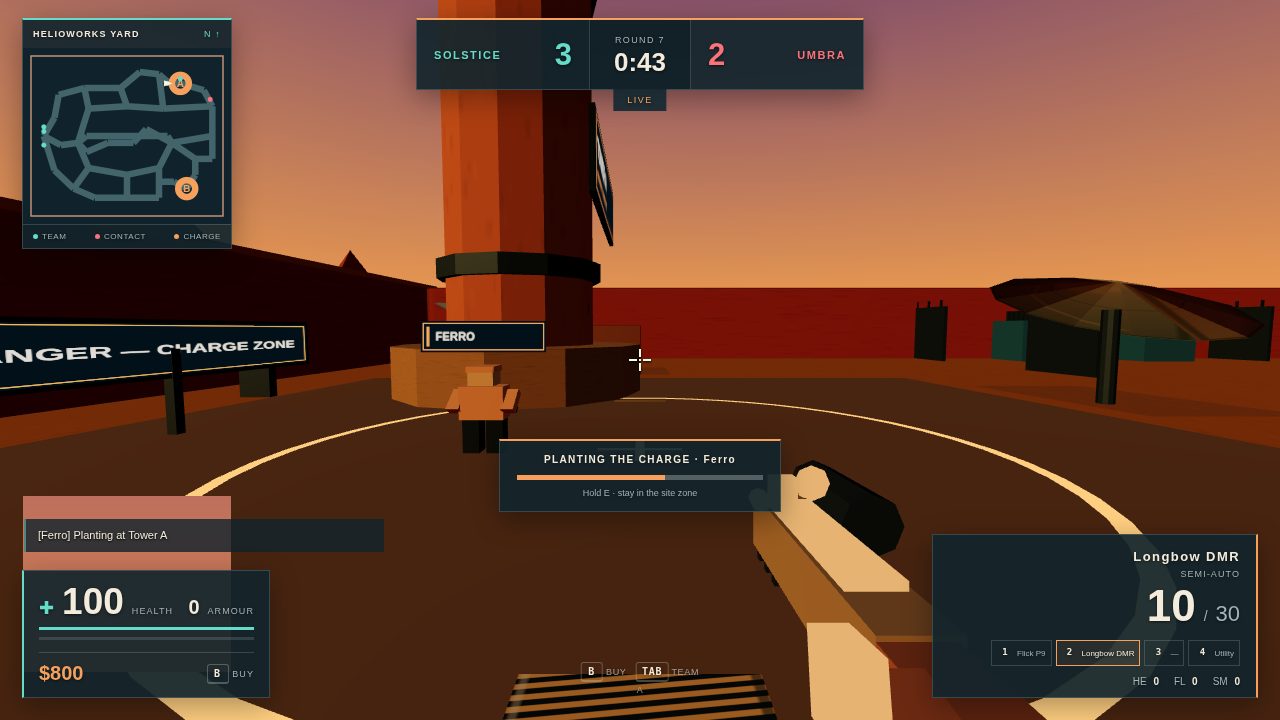 HELIOWORKS YARD N ↑
A
B
TEAM CONTACT CHARGE
SOLSTICE 3
ROUND 7
0:43
2 UMBRA
LIVE
ANGER — CHARGE ZONE
FERRO
PLANTING THE CHARGE · Ferro
Hold E · stay in the site zone
[Ferro] Planting at Tower A
+ 100 HEALTH 0 ARMOUR
$800 B BUY
B BUY TAB TEAM
A
Longbow DMR
SEMI-AUTO
10 / 30
1 Flick P9 2 Longbow DMR 3 — 4 Utility
HE 0 FL 0 SM 0